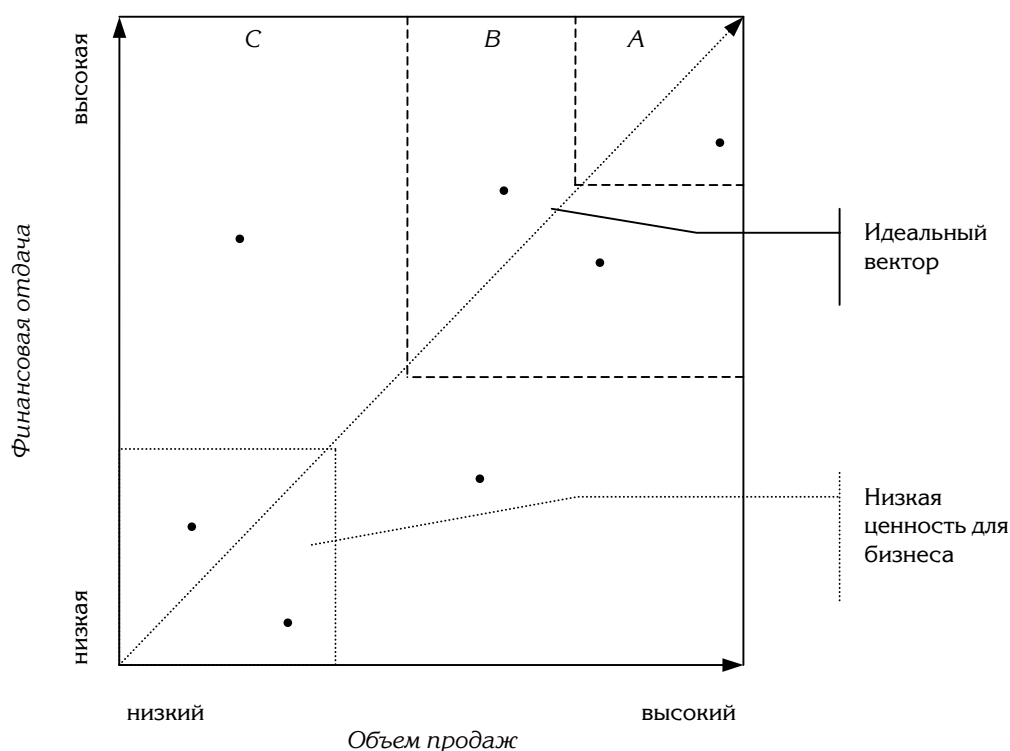 C
B
A
высокая
Финансовая отдача
низкая
Идеальный
вектор
Низкая
ценность для
бизнеса
низкий
высокий
Объем продаж